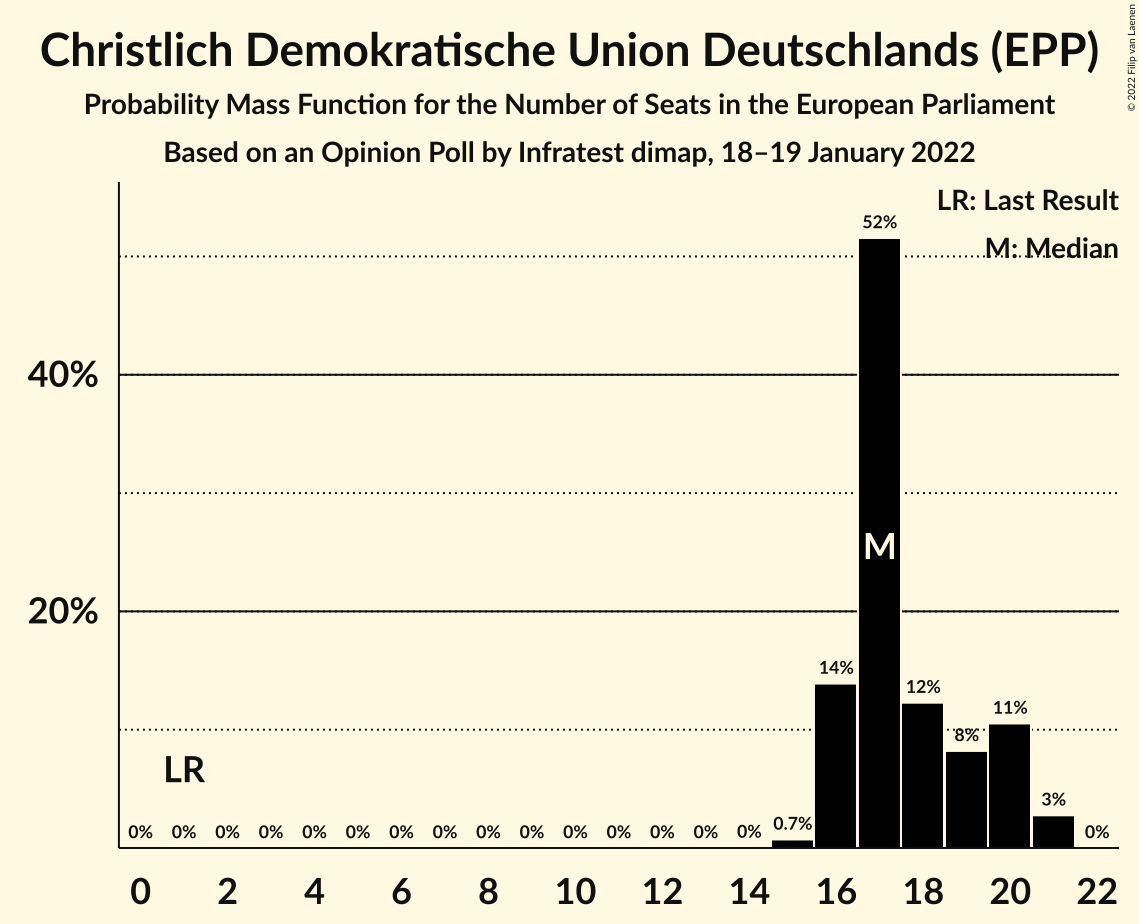 Christlich Demokratische Union Deutschlands (EPP)
Probability Mass Function for the Number of Seats in the European Parliament
Based on an Opinion Poll by Infratest dimap, 18–19 January 2022
© 2022 Filip van Laenen
LR: Last Result
M: Median
52%
40%
M
20%
14%
12%
11%
8%
LR
3%
0% 0% 0% 0% 0% 0% 0% 0% 0% 0% 0% 0% 0% 0% 0% 0.7% 0%
0 2 4 6 8 10 12 14 16 18 20 22